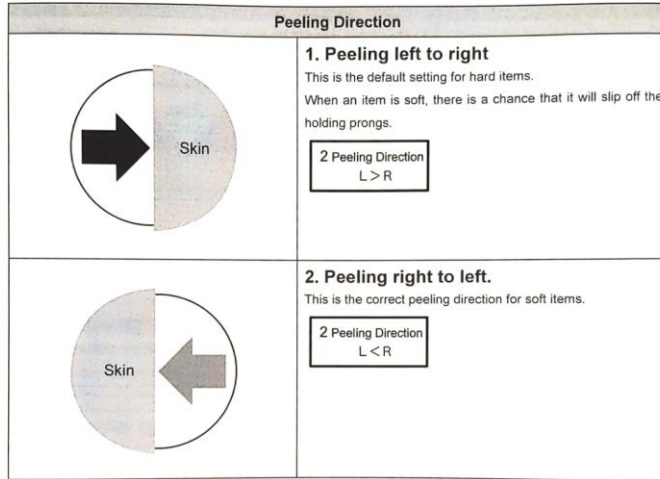 Peeling Direction
Skin
1. Peeling left to right
This is the default setting for hard items.
When an item is soft, there is a chance that it will slip off the
holding prongs.
2 Peeling Direction
L>R
Skin
2. Peeling right to left.
This is the correct peeling direction for soft items.
2 Peeling Direction
L<R